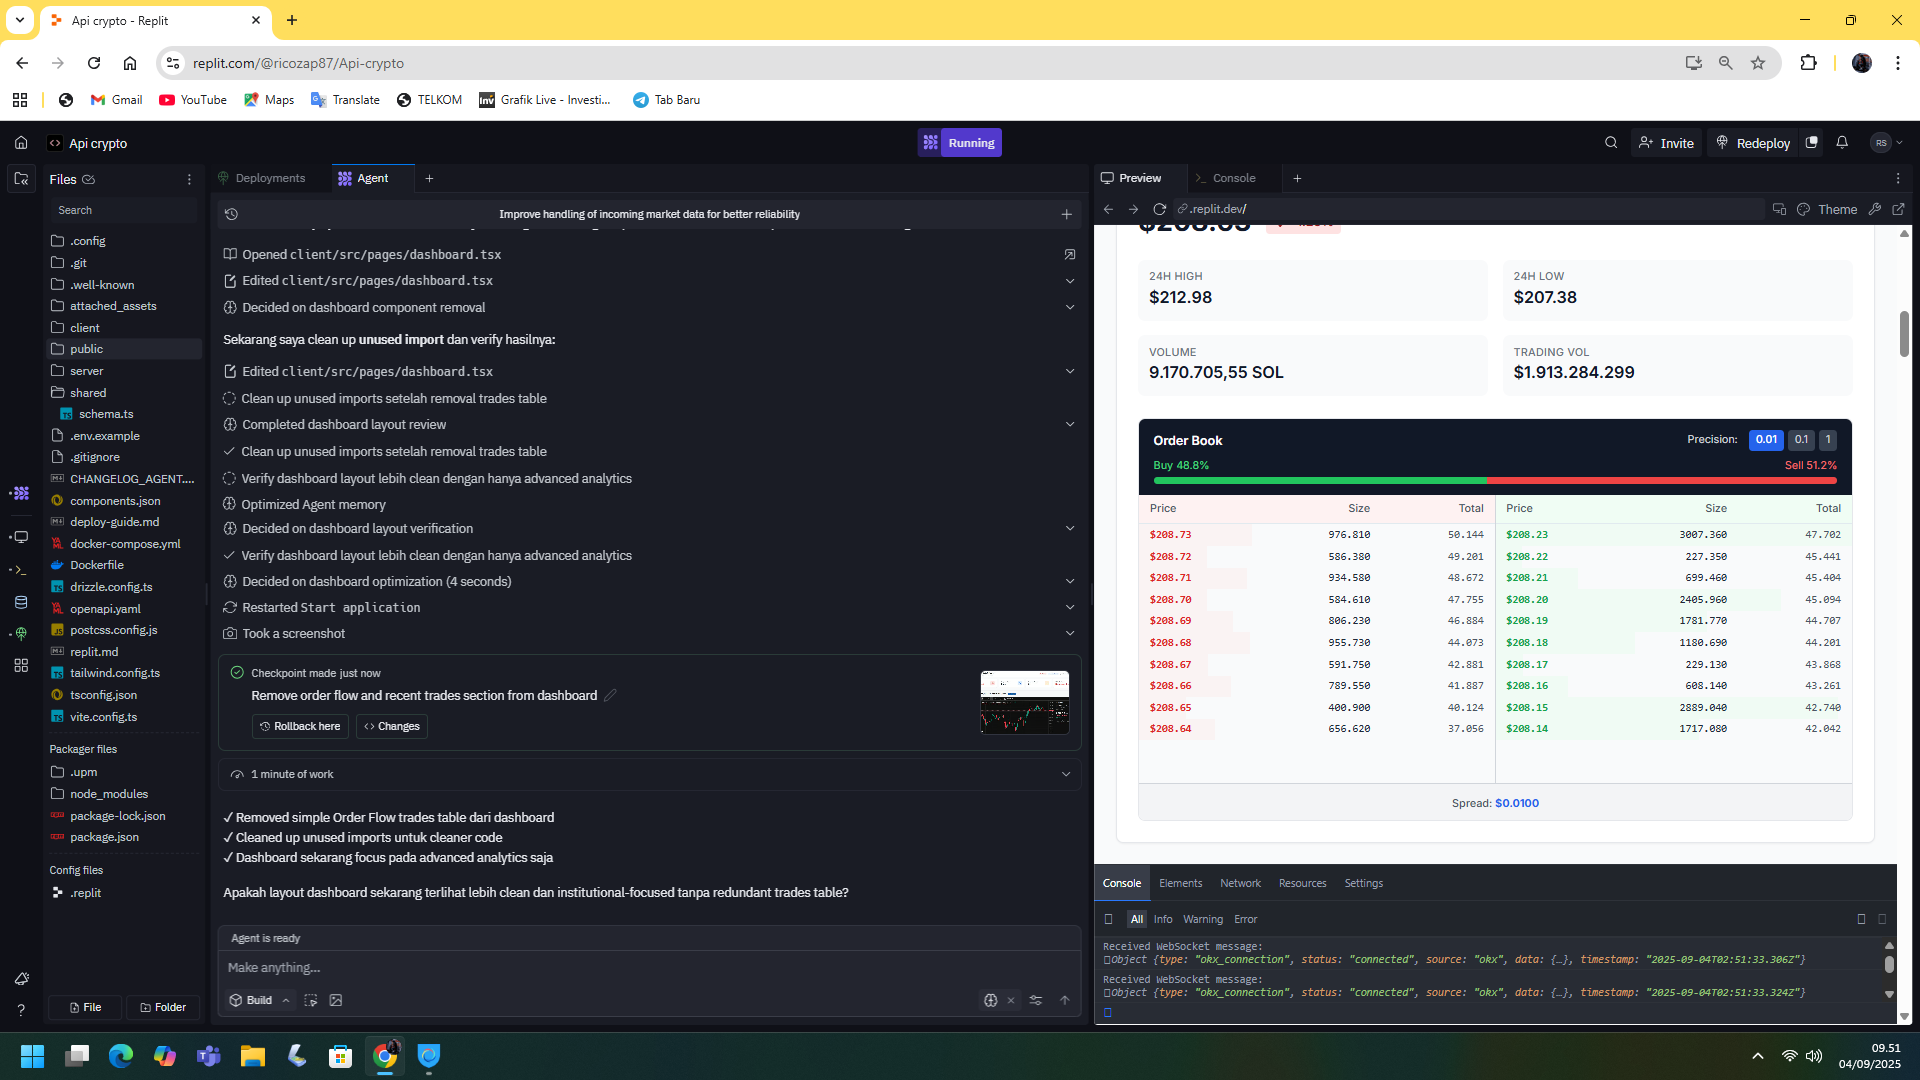 Api crypto - Replit
replit.com/@ricozap87/Api-crypto
Gmail
YouTube
Maps
Translate
TELKOM
Inv
Grafik Live - Investi...
Tab Baru
Api crypto
Running
Invite
Redeploy
RS
Files
Search
.config
.git
.well-known
attached_assets
client
public
server
shared
TS schema.ts
.env.example
.gitignore
CHANGELOG_AGENT....
components.json
deploy-guide.md
docker-compose.yml
Dockerfile
TS drizzle.config.ts
openapi.yaml
JS postcss.config.js
replit.md
TS tailwind.config.ts
tsconfig.json
TS vite.config.ts
Packager files
.upm
node_modules
package-lock.json
package.json
Config files
.replit
File
Folder
Deployments
Agent
Improve handling of incoming market data for better reliability
Opened client/src/pages/dashboard.tsx
Edited client/src/pages/dashboard.tsx
Decided on dashboard component removal
Sekarang saya clean up unused import dan verify hasilnya:
Edited client/src/pages/dashboard.tsx
Clean up unused imports setelah removal trades table
Completed dashboard layout review
✓ Clean up unused imports setelah removal trades table
Verify dashboard layout lebih clean dengan hanya advanced analytics
Optimized Agent memory
Decided on dashboard layout verification
✓ Verify dashboard layout lebih clean dengan hanya advanced analytics
Decided on dashboard optimization (4 seconds)
Restarted Start application
Took a screenshot
Checkpoint made just now
Remove order flow and recent trades section from dashboard
Rollback here
<> Changes
1 minute of work
✓ Removed simple Order Flow trades table dari dashboard
✓ Cleaned up unused imports untuk cleaner code
✓ Dashboard sekarang focus pada advanced analytics saja
Apakah layout dashboard sekarang terlihat lebih clean dan institutional-focused tanpa redundant trades table?
Agent is ready
Make anything...
Build
Preview
Console
.replit.dev/
Theme
24H HIGH
$212.98
24H LOW
$207.38
VOLUME
9.170.705,55 SOL
TRADING VOL
$1.913.284.299
Order Book
Precision: 0.01 0.1 1
Buy 48.8% Sell 51.2%
Price Size Total Price Size Total
$208.73 976.810 50.144 $208.23 3007.360 47.702
$208.72 586.380 49.201 $208.22 227.350 45.441
$208.71 934.580 48.672 $208.21 699.460 45.404
$208.70 584.610 47.755 $208.20 2405.960 45.094
$208.69 806.230 46.884 $208.19 1781.770 44.707
$208.68 955.730 44.073 $208.18 1180.690 44.201
$208.67 591.750 42.881 $208.17 229.130 43.868
$208.66 789.550 41.887 $208.16 608.140 43.261
$208.65 400.900 40.124 $208.15 2889.040 42.740
$208.64 656.620 37.056 $208.14 1717.080 42.042
Spread: $0.0100
Console Elements Network Resources Settings
All Info Warning Error
Received WebSocket message:
Object {type: "okx_connection", status: "connected", source: "okx", data: {…}, timestamp: "2025-09-04T02:51:33.306Z"}
Received WebSocket message:
Object {type: "okx_connection", status: "connected", source: "okx", data: {…}, timestamp: "2025-09-04T02:51:33.324Z"}
09.51
04/09/2025